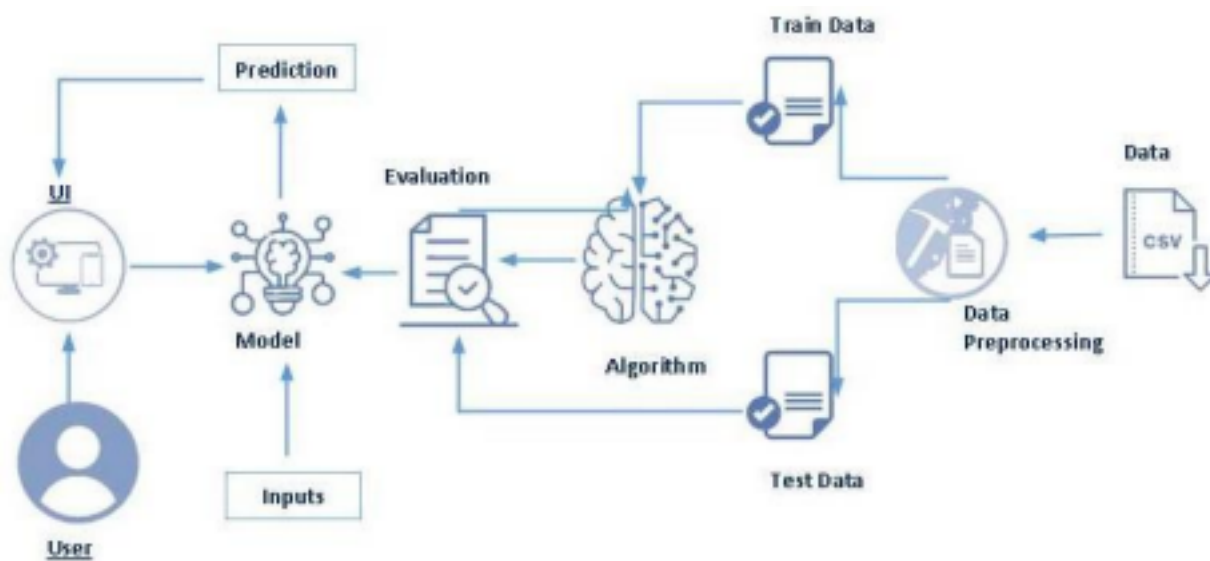 Train Data
Prediction
Data
Evaluation
UI
CSV
Data
Preprocessing
Model
Algorithm
Test Data
Inputs
User